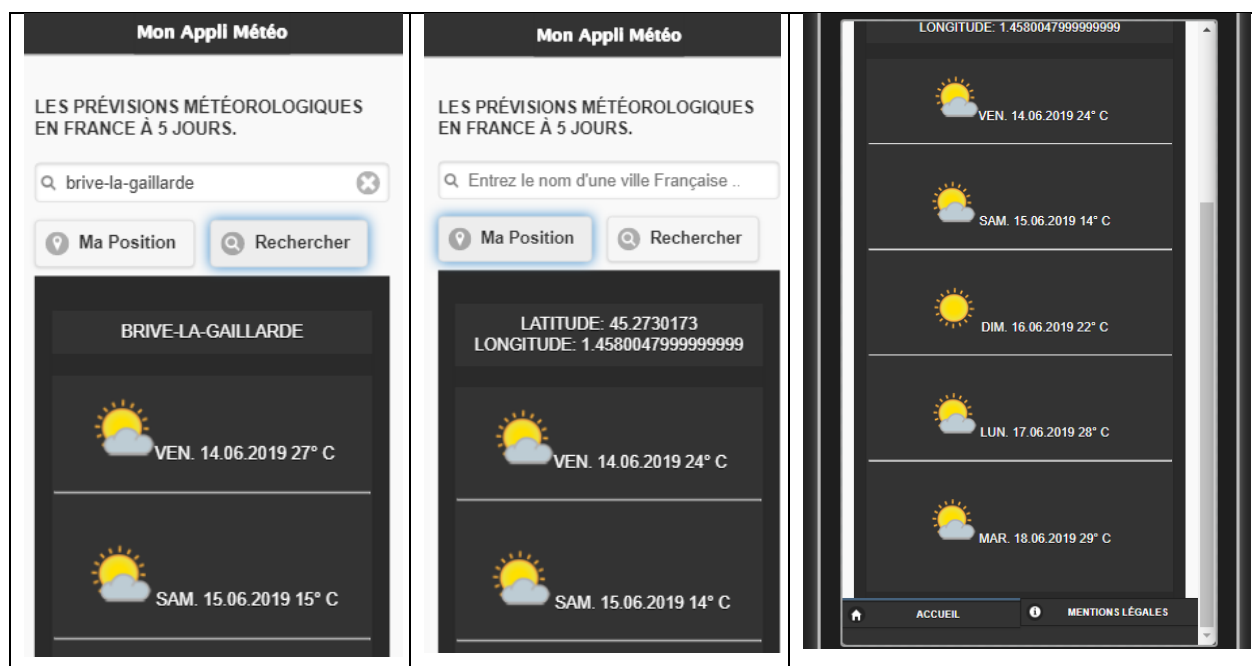 Mon Appli Météo
LES PRÉVISIONS MÉTÉOROLOGIQUES
EN FRANCE À 5 JOURS.
brive-la-gaillarde
Ma Position
Rechercher
BRIVE-LA-GAILLARDE
VEN. 14.06.2019 27° C
SAM. 15.06.2019 15° C
Mon Appli Météo
LES PRÉVISIONS MÉTÉOROLOGIQUES
EN FRANCE À 5 JOURS.
Entrez le nom d'une ville Française ..
Ma Position
Rechercher
LATITUDE: 45.2730173
LONGITUDE: 1.4580047999999999
VEN. 14.06.2019 24° C
SAM. 15.06.2019 14° C
LONGITUDE: 1.4580047999999999
VEN. 14.06.2019 24° C
SAM. 15.06.2019 14° C
DIM. 16.06.2019 22° C
LUN. 17.06.2019 28° C
MAR. 18.06.2019 29° C
ACCUEIL
MENTIONS LÉGALES